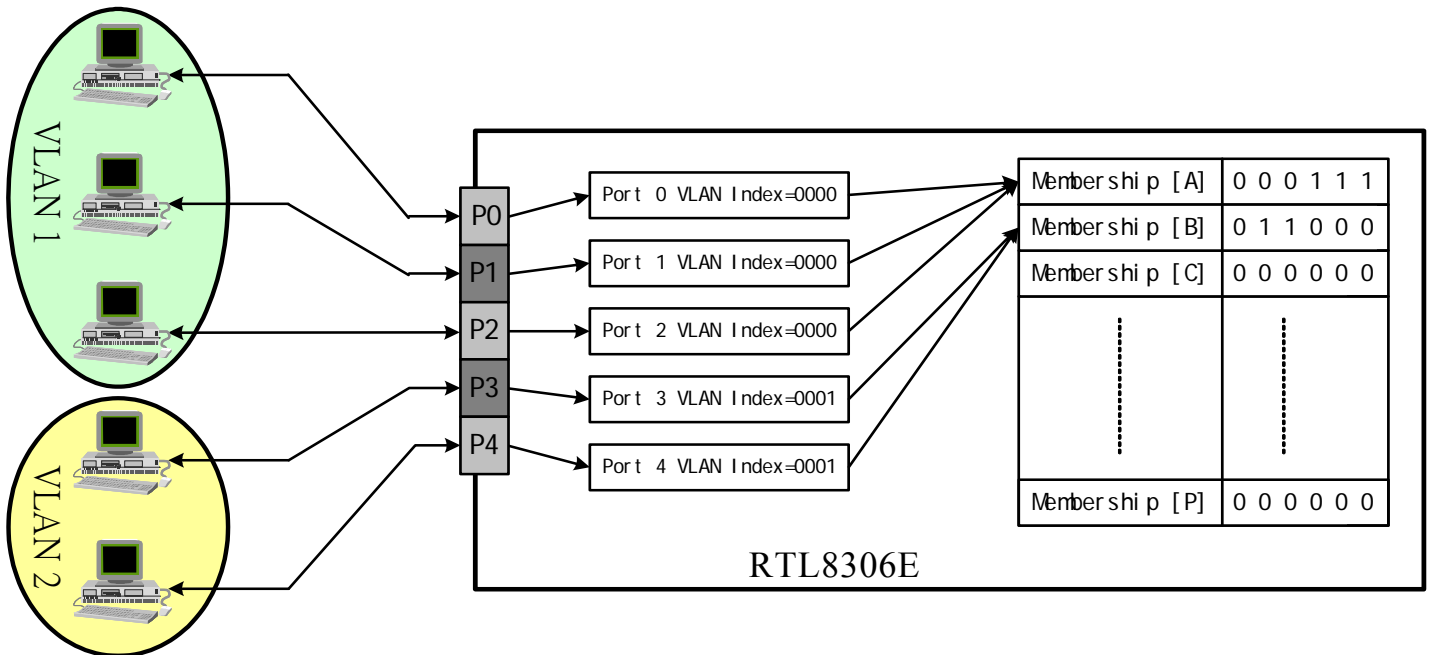 VLAN 1
VLAN 2
P0
P1
P2
P3
P4
Port 0 VLAN Index=0000
Port 1 VLAN Index=0000
Port 2 VLAN Index=0000
Port 3 VLAN Index=0001
Port 4 VLAN Index=0001
Membership [A] 0 0 0 1 1 1
Membership [B] 0 1 1 0 0 0
Membership [C] 0 0 0 0 0 0
Membership [P] 0 0 0 0 0 0
RTL8306E